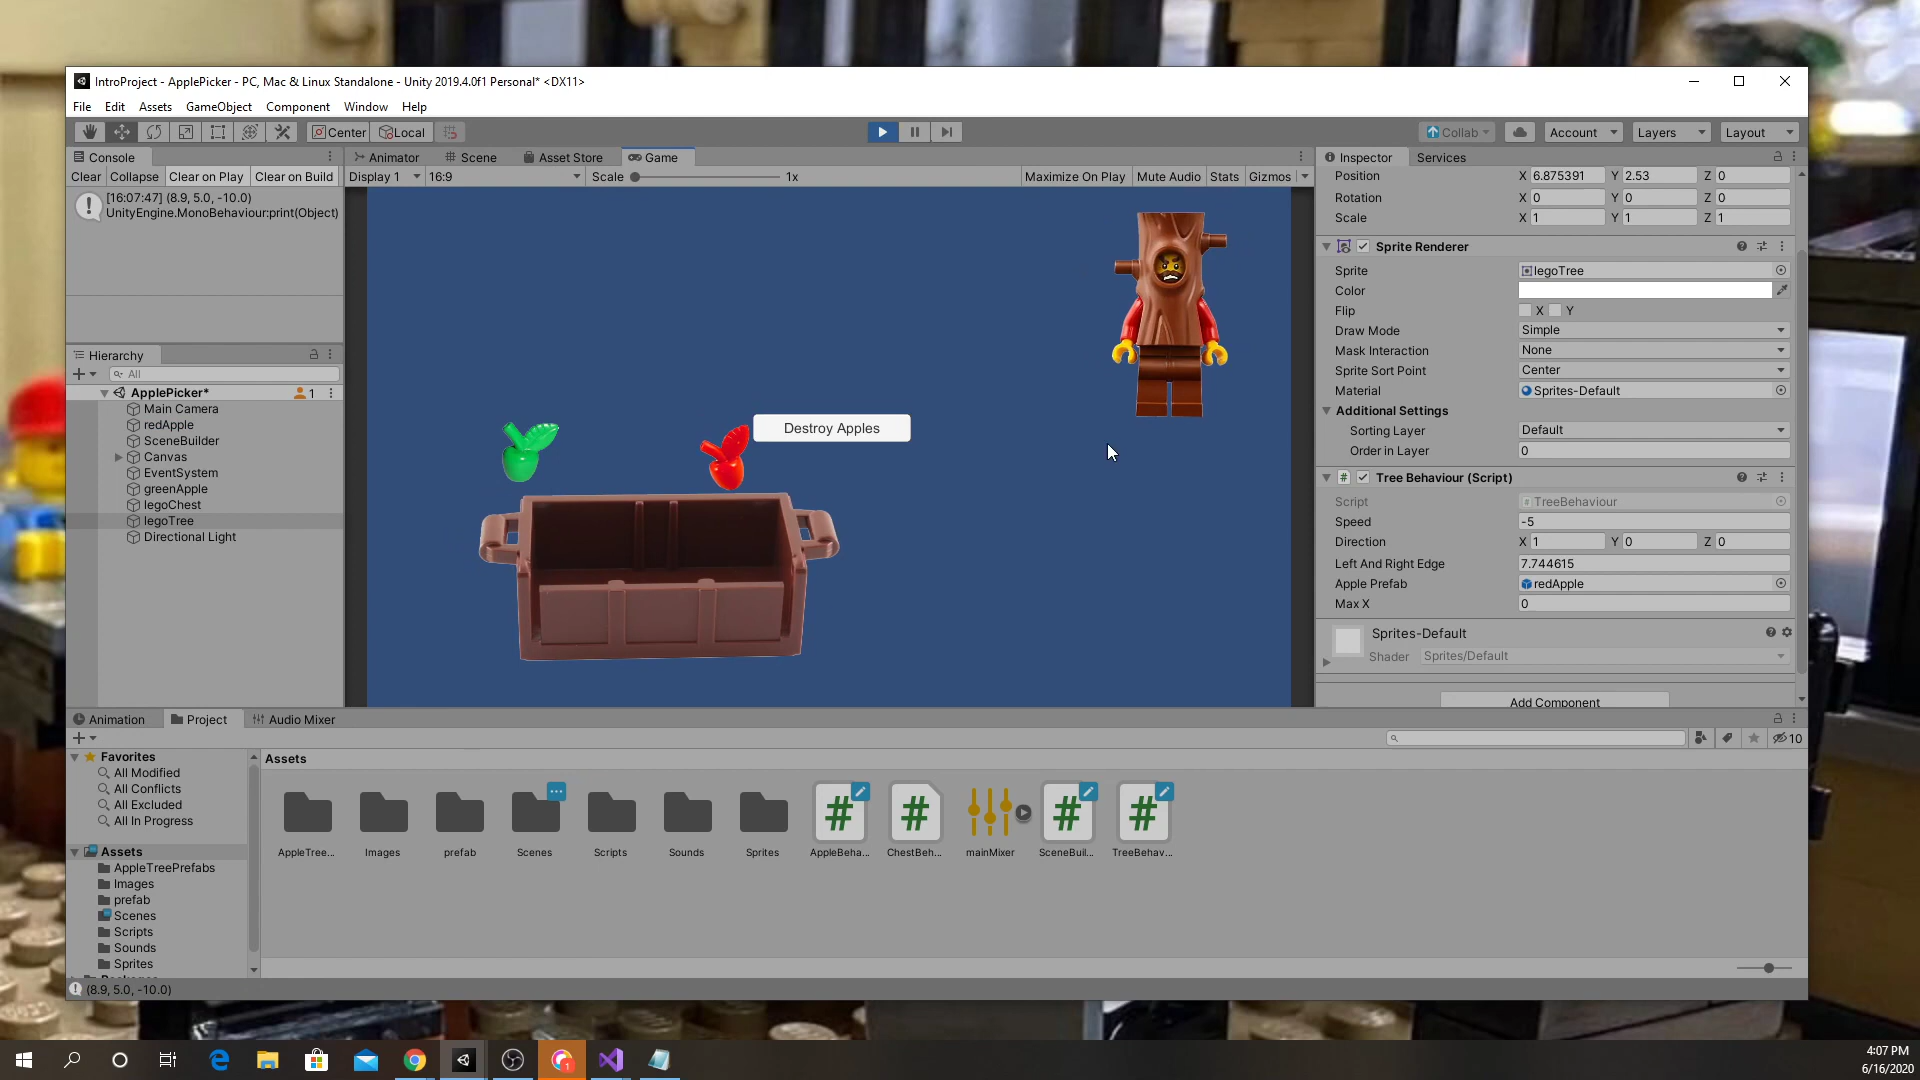 IntroProject - ApplePicker - PC, Mac & Linux Standalone - Unity 2019.4.0f1 Personal* <DX11>
File Edit Assets GameObject Component Window Help
Center Local Collab Account Layers Layout
Console
Clear Collapse Clear on Play Clear on Build
[16:07:47] (8.9, 5.0, -10.0)
UnityEngine.MonoBehaviour:print(Object)
Hierarchy
All
ApplePicker* 1
Main Camera
redApple
SceneBuilder
Canvas
EventSystem
greenApple
legoChest
legoTree
Directional Light
Animator Scene Asset Store Game
Display 1 16:9 Scale 1x Maximize On Play Mute Audio Stats Gizmos
Destroy Apples
Inspector Services
Position X 6.875391 Y 2.53 Z 0
Rotation X 0 Y 0 Z 0
Scale X 1 Y 1 Z 1
Sprite Renderer
Sprite legoTree
Color
Flip X Y
Draw Mode Simple
Mask Interaction None
Sprite Sort Point Center
Material Sprites-Default
Additional Settings
Sorting Layer Default
Order in Layer 0
# Tree Behaviour (Script)
Script # TreeBehaviour
Speed -5
Direction X 1 Y 0 Z 0
Left And Right Edge 7.744615
Apple Prefab redApple
Max X 0
Sprites-Default
Shader Sprites/Default
Add Component
Animation Project Audio Mixer
10
Favorites
All Modified
All Conflicts
All Excluded
All In Progress
Assets
AppleTreePrefabs
Images
prefab
Scenes
Scripts
Sounds
Sprites
Assets
# # # #
AppleTree... Images prefab Scenes Scripts Sounds Sprites AppleBeha... ChestBeh... mainMixer SceneBuil... TreeBehav...
(8.9, 5.0, -10.0)
1
4:07 PM
6/16/2020